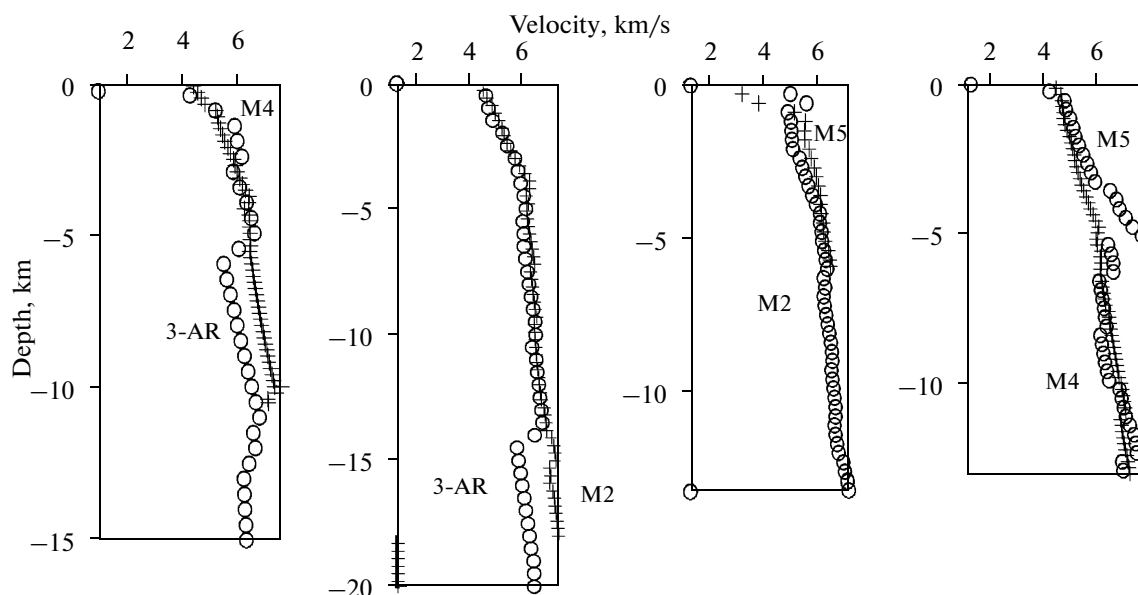 Velocity, km/s
2 4 6 2 4 6 2 4 6 2 4 6
0 0 0 0
M4 M5 M5
−5 −5 −5 −5
Depth, km
3-AR M2
−10 −10 −10 −10
M4
3-AR M2
−15 −15
−20